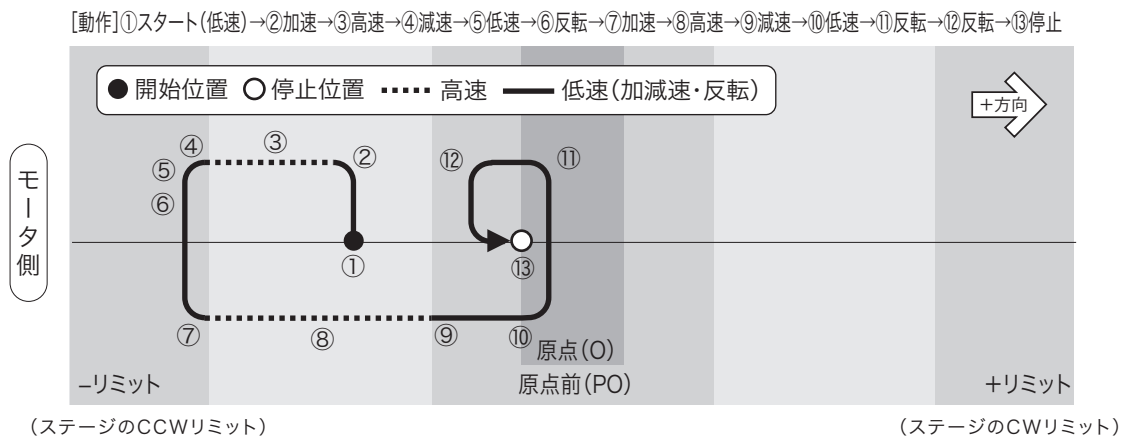 [動作]①スタート(低速)→②加速→③高速→④減速→⑤低速→⑥反転→⑦加速→⑧高速→⑨減速→⑩低速→⑪反転→⑫反転→⑬停止
●開始位置 ○停止位置 ····· 高速 ── 低速(加減速・反転)
+方向
モータ側
④
③
②
⑤
⑥
⑫
⑪
①
⑬
⑦
⑧
⑨
⑩
原点(O)
−リミット
原点前(PO)
+リミット
(ステージのCCWリミット)
(ステージのCWリミット)